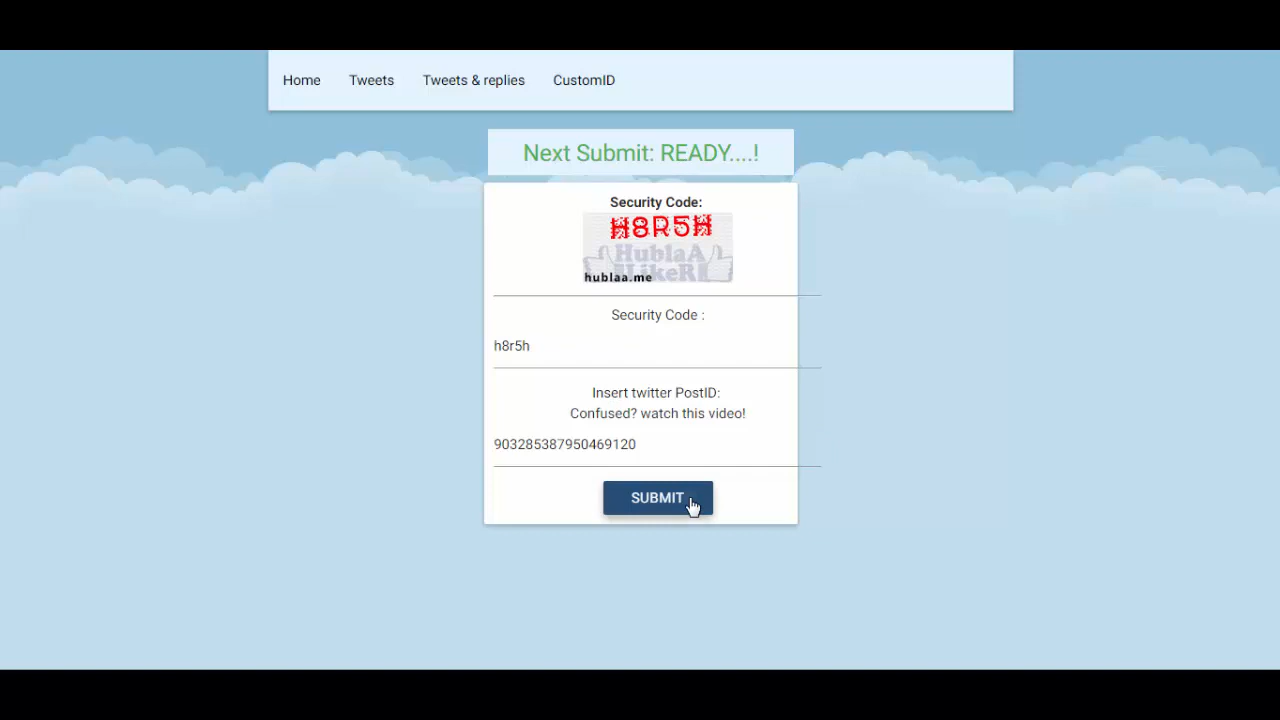 Home Tweets Tweets & replies CustomID
Next Submit: READY....!
Security Code:
H8R5H
HublaA
LikeR
hublaa.me
Security Code :
h8r5h
Insert twitter PostID:
Confused? watch this video!
903285387950469120
SUBMIT